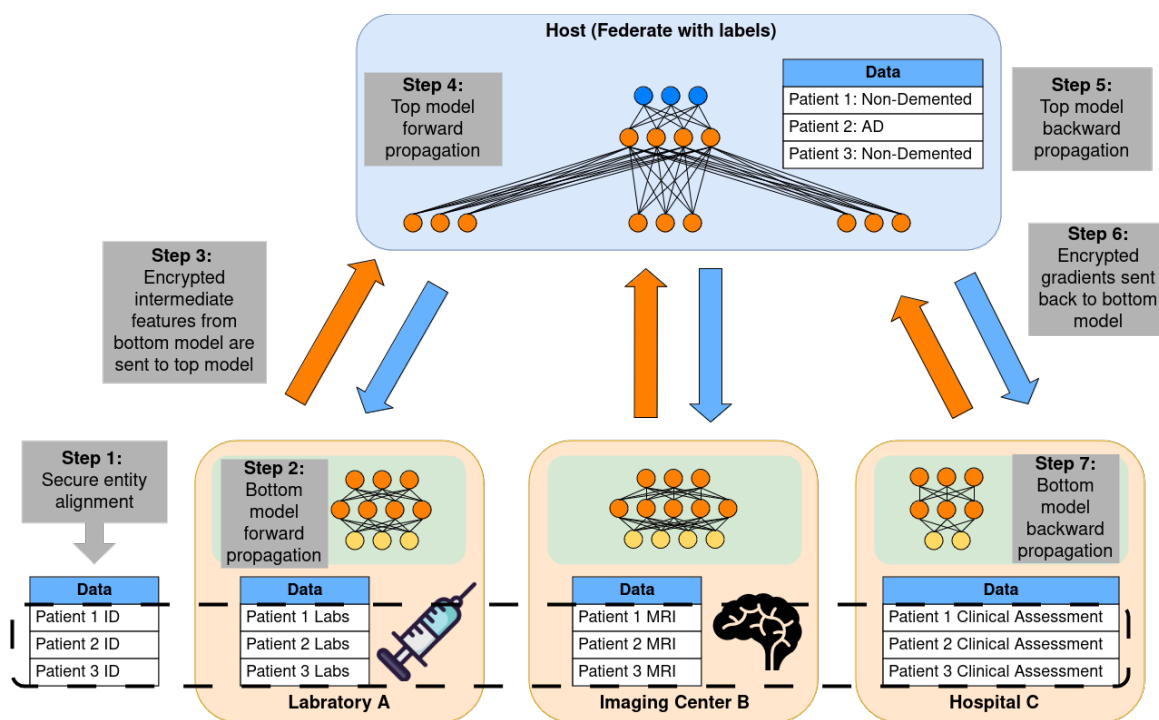 Host (Federate with labels)
Step 4:
Top model
forward
propagation
Data
Patient 1: Non-Demented
Patient 2: AD
Patient 3: Non-Demented
Step 5:
Top model
backward
propagation
Step 3:
Encrypted
intermediate
features from
bottom model are
sent to top model
Step 6:
Encrypted
gradients sent
back to bottom
model
Step 1:
Secure entity
alignment
Step 2:
Bottom
model
forward
propagation
Step 7:
Bottom
model
backward
propagation
Data
Patient 1 ID
Patient 2 ID
Patient 3 ID
Data
Patient 1 Labs
Patient 2 Labs
Patient 3 Labs
Labratory A
Data
Patient 1 MRI
Patient 2 MRI
Patient 3 MRI
Imaging Center B
Data
Patient 1 Clinical Assessment
Patient 2 Clinical Assessment
Patient 3 Clinical Assessment
Hospital C